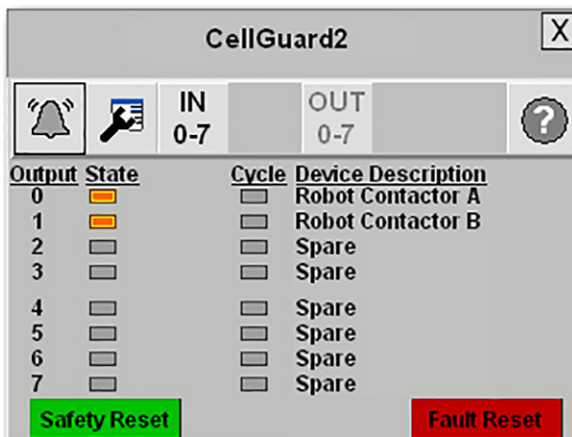 CellGuard2
X
IN
0-7
OUT
0-7
?
Output State Cycle Device Description
0 Robot Contactor A
1 Robot Contactor B
2 Spare
3 Spare
4 Spare
5 Spare
6 Spare
7 Spare
Safety Reset Fault Reset